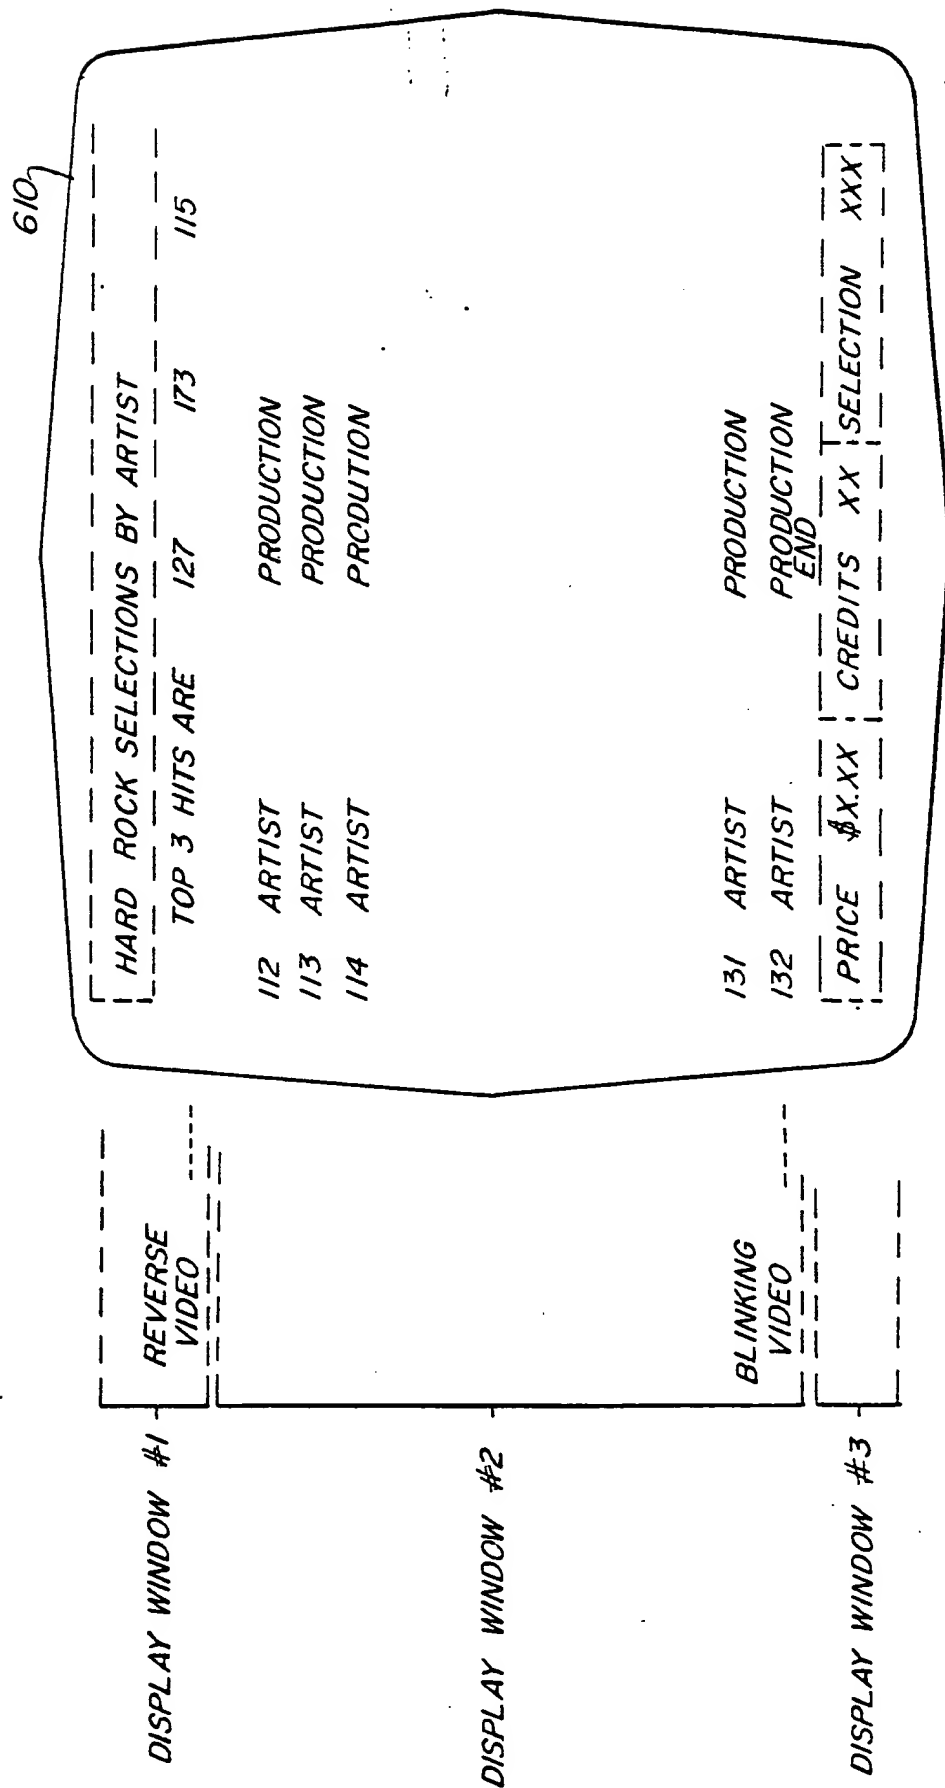 610
HARD ROCK SELECTIONS BY ARTIST
TOP 3 HITS ARE 127 173 115
112 ARTIST PRODUCTION
113 ARTIST PRODUCTION
114 ARTIST PRODUTION
131 ARTIST PRODUCTION
132 ARTIST PRODUCTION
END
PRICE $X.XX CREDITS XX SELECTION XXX
REVERSE
VIDEO
BLINKING
VIDEO
DISPLAY WINDOW #1
DISPLAY WINDOW #2
DISPLAY WINDOW #3